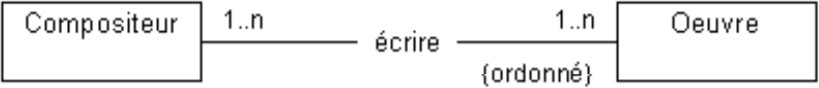 Compositeur 1..n écrire 1..n Oeuvre
{ordonné}